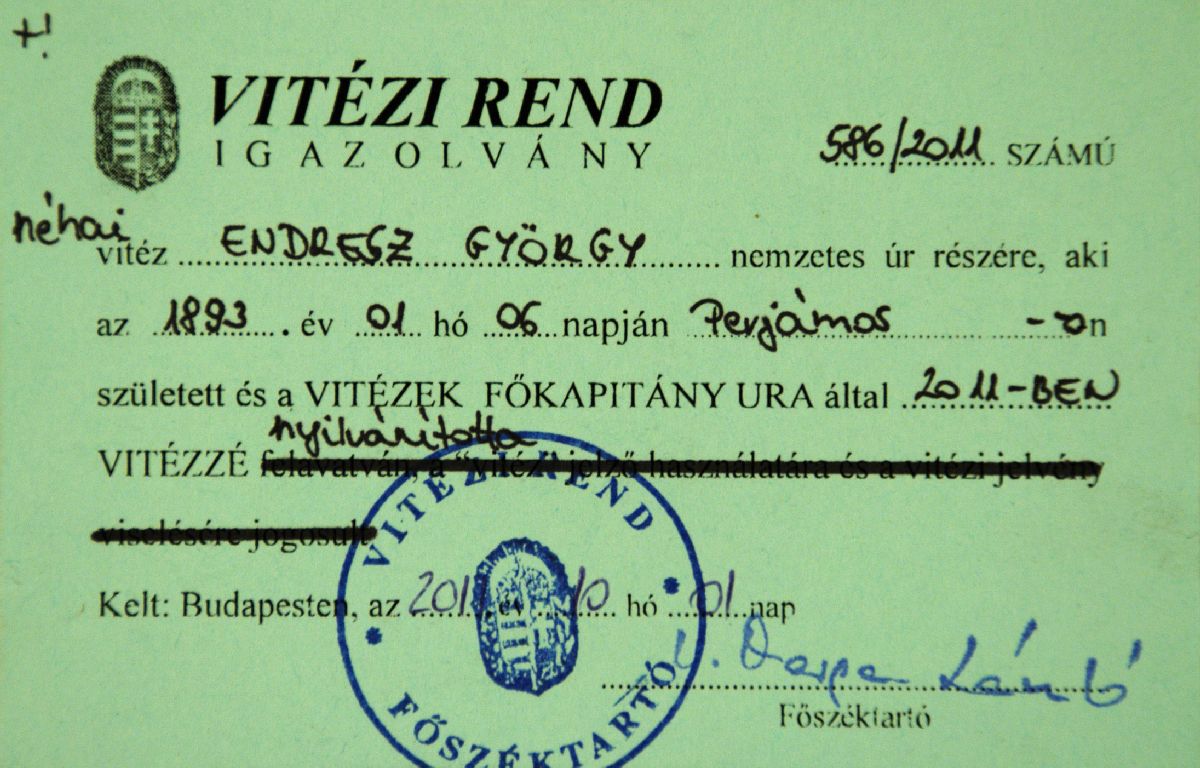 †!
VITÉZI REND
IGAZOLVÁNY
586/2011 SZÁMÚ
néhai
vitéz ENDRESZ GYÖRGY nemzetes úr részére, aki
az 1893. év 01 hó 06 napján Perjámos -on
született és a VITÉZEK FŐKAPITÁNY URA által 2011-BEN
nyilvánította
VITÉZZÉ felavatván, a "vitéz" jelző használatára és a vitézi jelvény
viselésére jogosult
Kelt: Budapesten, az 2011 év 10 hó 01 nap
v. Varga László
Főszéktartó
VITÉZI REND
FŐSZÉKTARTÓ